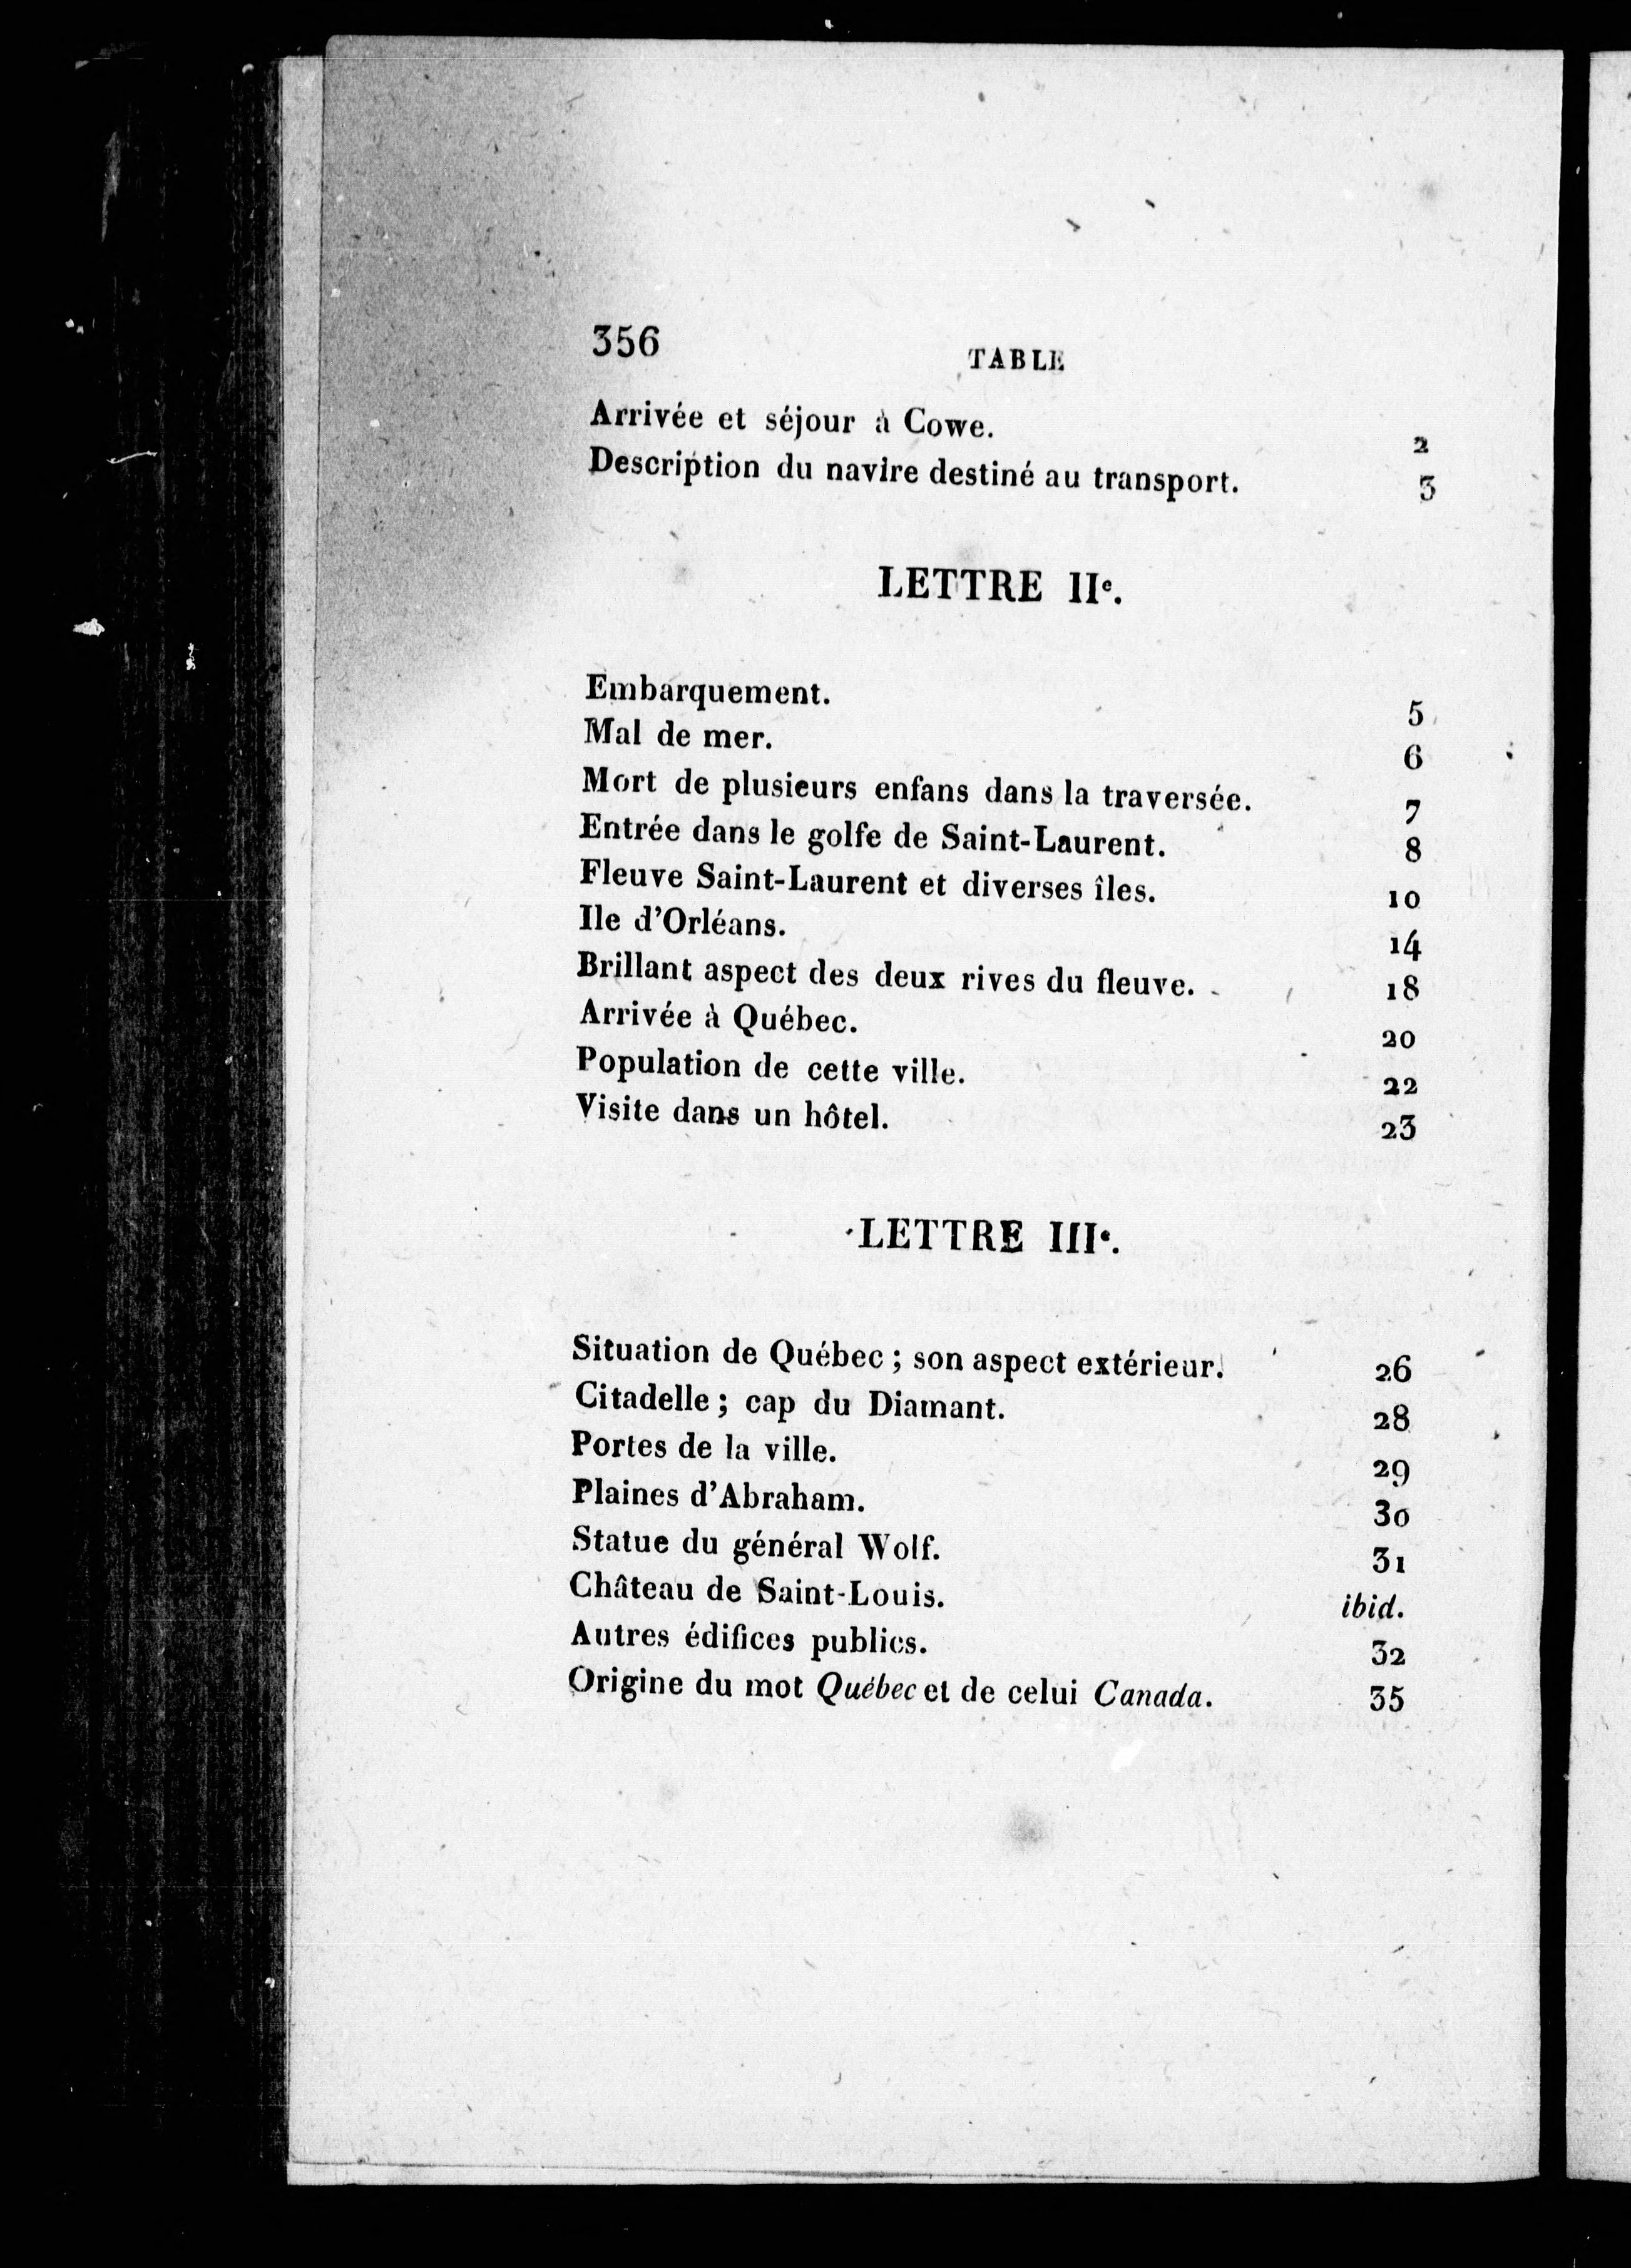 356
TABLE
Arrivée et séjour à Cowe. 2
Description du navire destiné au transport. 3
LETTRE IIe.
Embarquement. 5
Mal de mer. 6
Mort de plusieurs enfans dans la traversée. 7
Entrée dans le golfe de Saint-Laurent. 8
Fleuve Saint-Laurent et diverses îles. 10
Ile d'Orléans. 14
Brillant aspect des deux rives du fleuve. 18
Arrivée à Québec. 20
Population de cette ville. 22
Visite dans un hôtel. 23
LETTRE IIIe.
Situation de Québec ; son aspect extérieur. 26
Citadelle ; cap du Diamant. 28
Portes de la ville. 29
Plaines d'Abraham. 30
Statue du général Wolf. 31
Château de Saint-Louis. ibid.
Autres édifices publics. 32
Origine du mot Québec et de celui Canada. 35